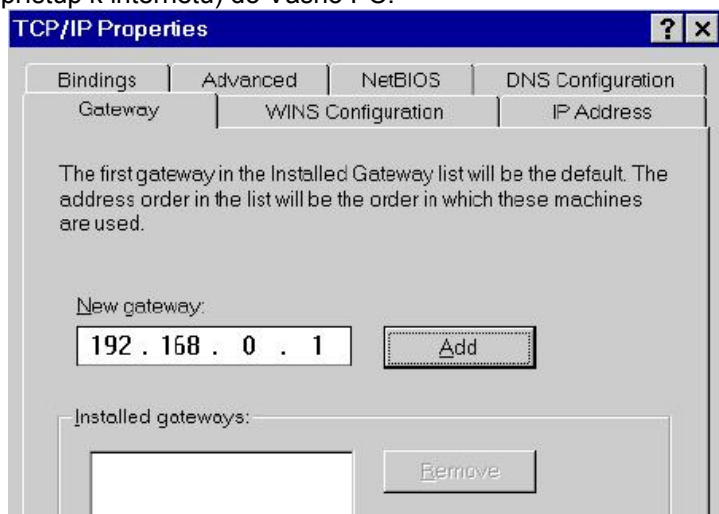 přístup k internetu) do Vašho PC.
TCP/IP Properties ? ×
Bindings Advanced NetBIOS DNS Configuration
Gateway WINS Configuration IP Address
The first gateway in the Installed Gateway list will be the default. The
address order in the list will be the order in which these machines
are used.
New gateway:
192 . 168 . 0 . 1 Add
Installed gateways:
Remove